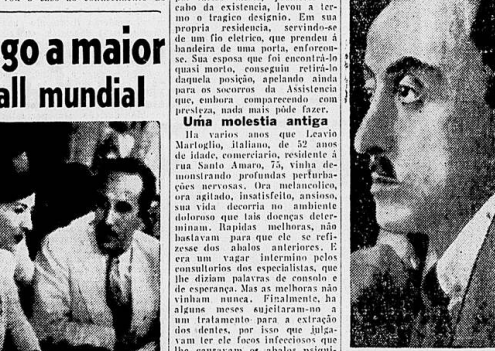 go a maior
all mundial
cabo da existencia, levou a ter-
mo o tragico designio. Em sua
propria residencia, servindo-se
de um fio eletrico, que prendeu á
bandeira de uma porta, enforcou-
se. Sua esposa que foi encontrá-lo
quasi morto, conseguiu retirá-lo
daquela posição, apelando ainda
para os socorros da Assistencia
que, embora comparecendo com
presteza, nada mais pôde fazer.
Uma molestia antiga
Ha varios anos que Leavio
Martoglio, italiano, de 52 anos
de idade, comerciario, residente á
rua Santo Amaro, 75, vinha de-
monstrando profundas perturba-
ções nervosas. Ora melancolico,
ora agitado, insatisfeito, ansioso,
sua vida decorria no ambiente
doloroso que tais doenças deter-
minam. Rapidas melhoras, não
bastavam para que ele se refi-
zesse dos abalos anteriores. E
era um vagar intermino pelos
consultorios dos especialistas, que
lhe diziam palavras de consolo e
de esperança. Mas as melhoras não
vinham nunca. Finalmente, ha
alguns meses sujeitaram-no a
um tratamento para a extração
dos dentes, por isso que julga-
vam ter ele focos infecciosos que
lhe causavam os abalos psiqui-